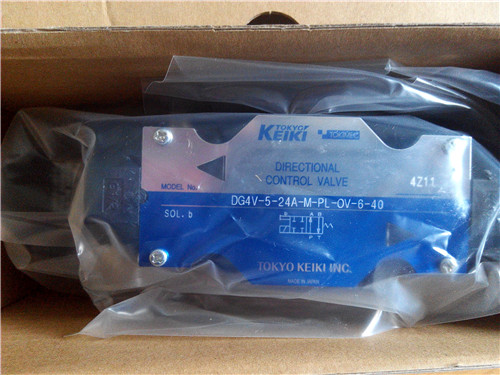 TOKYO
KEIKI
TOKIMEC
DIRECTIONAL
CONTROL VALVE
4Z11
MODEL No.
DG4V-5-24A-M-PL-OV-6-40
SOL.b
TOKYO KEIKI INC.
MADE IN JAPAN